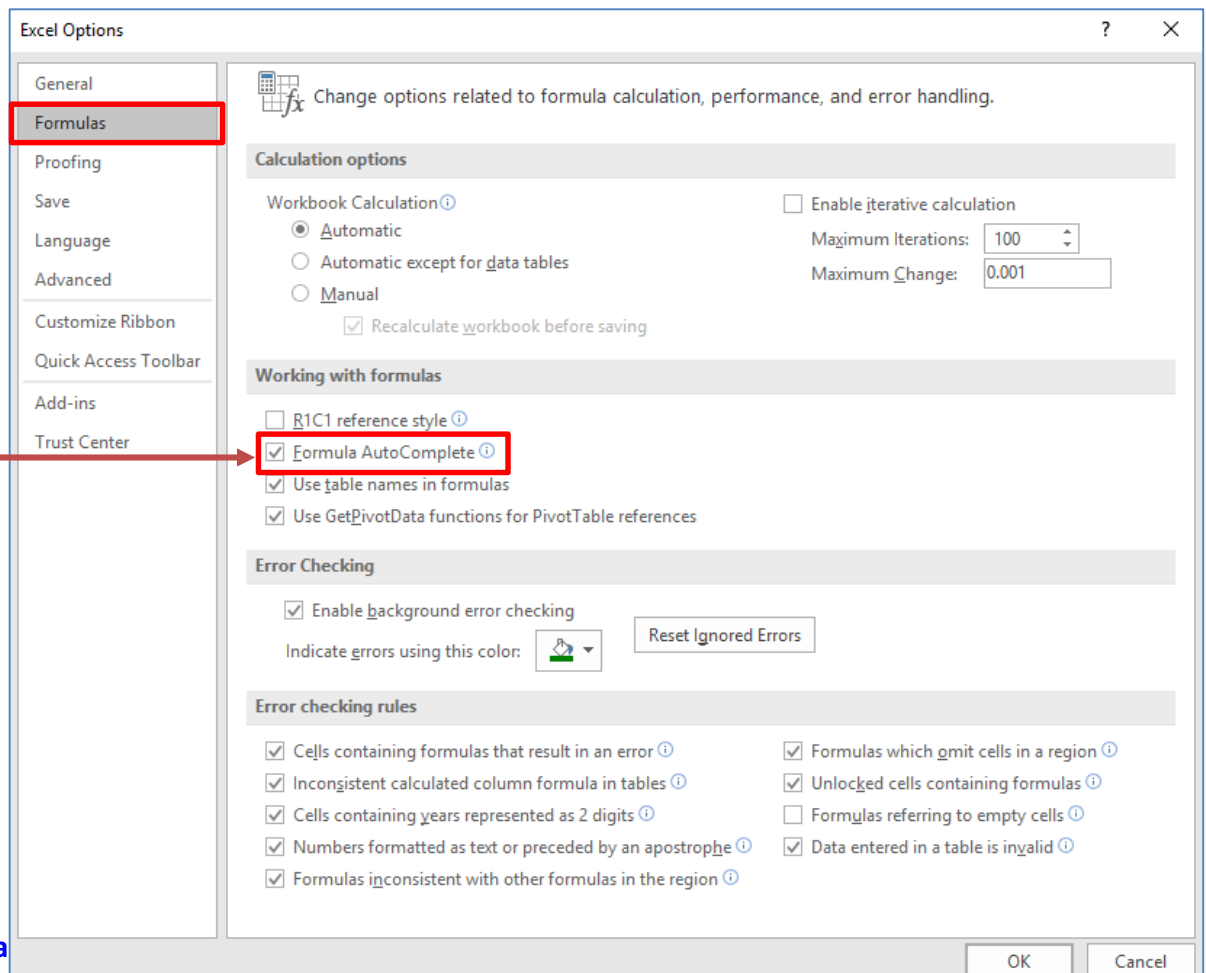 Excel Options
?
General
Formulas
Proofing
Save
Language
Advanced
Customize Ribbon
Quick Access Toolbar
Add-ins
Trust Center
fx Change options related to formula calculation, performance, and error handling.
Calculation options
Workbook Calculation
Automatic
Automatic except for data tables
Manual
Recalculate workbook before saving
Enable iterative calculation
Maximum Iterations: 100
Maximum Change: 0.001
Working with formulas
R1C1 reference style
Formula AutoComplete
Use table names in formulas
Use GetPivotData functions for PivotTable references
Error Checking
Enable background error checking
Indicate errors using this color:
Reset Ignored Errors
Error checking rules
Cells containing formulas that result in an error
Inconsistent calculated column formula in tables
Cells containing years represented as 2 digits
Numbers formatted as text or preceded by an apostrophe
Formulas inconsistent with other formulas in the region
Formulas which omit cells in a region
Unlocked cells containing formulas
Formulas referring to empty cells
Data entered in a table is invalid
a
OK
Cancel